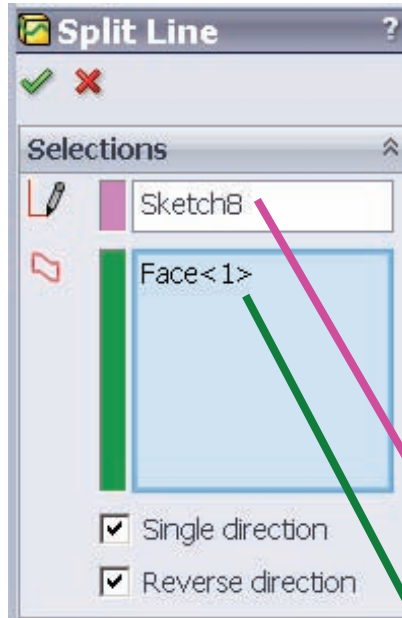 Split Line ?
Selections
Sketch8
Face<1>
Single direction
Reverse direction